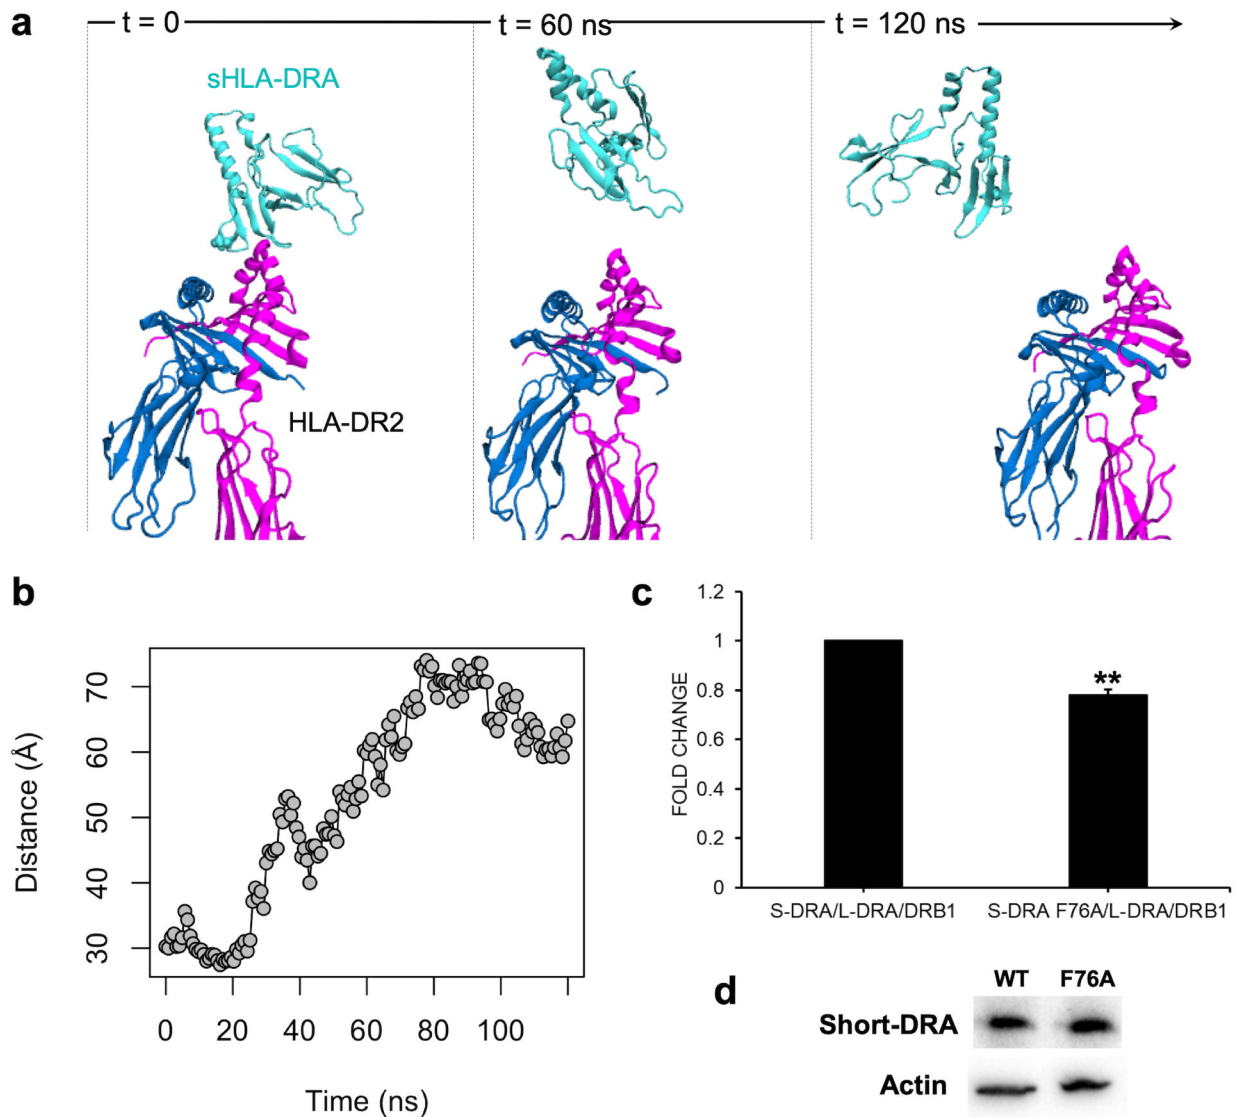 a
t = 0
t = 60 ns
t = 120 ns
sHLA-DRA
HLA-DR2
b
70
60
50
40
30
Distance (Å)
0 20 40 60 80 100
Time (ns)
c
1.2
1
0.8
0.6
0.4
0.2
0
FOLD CHANGE
**
S-DRA/L-DRA/DRB1
S-DRA F76A/L-DRA/DRB1
d
WT F76A
Short-DRA
Actin